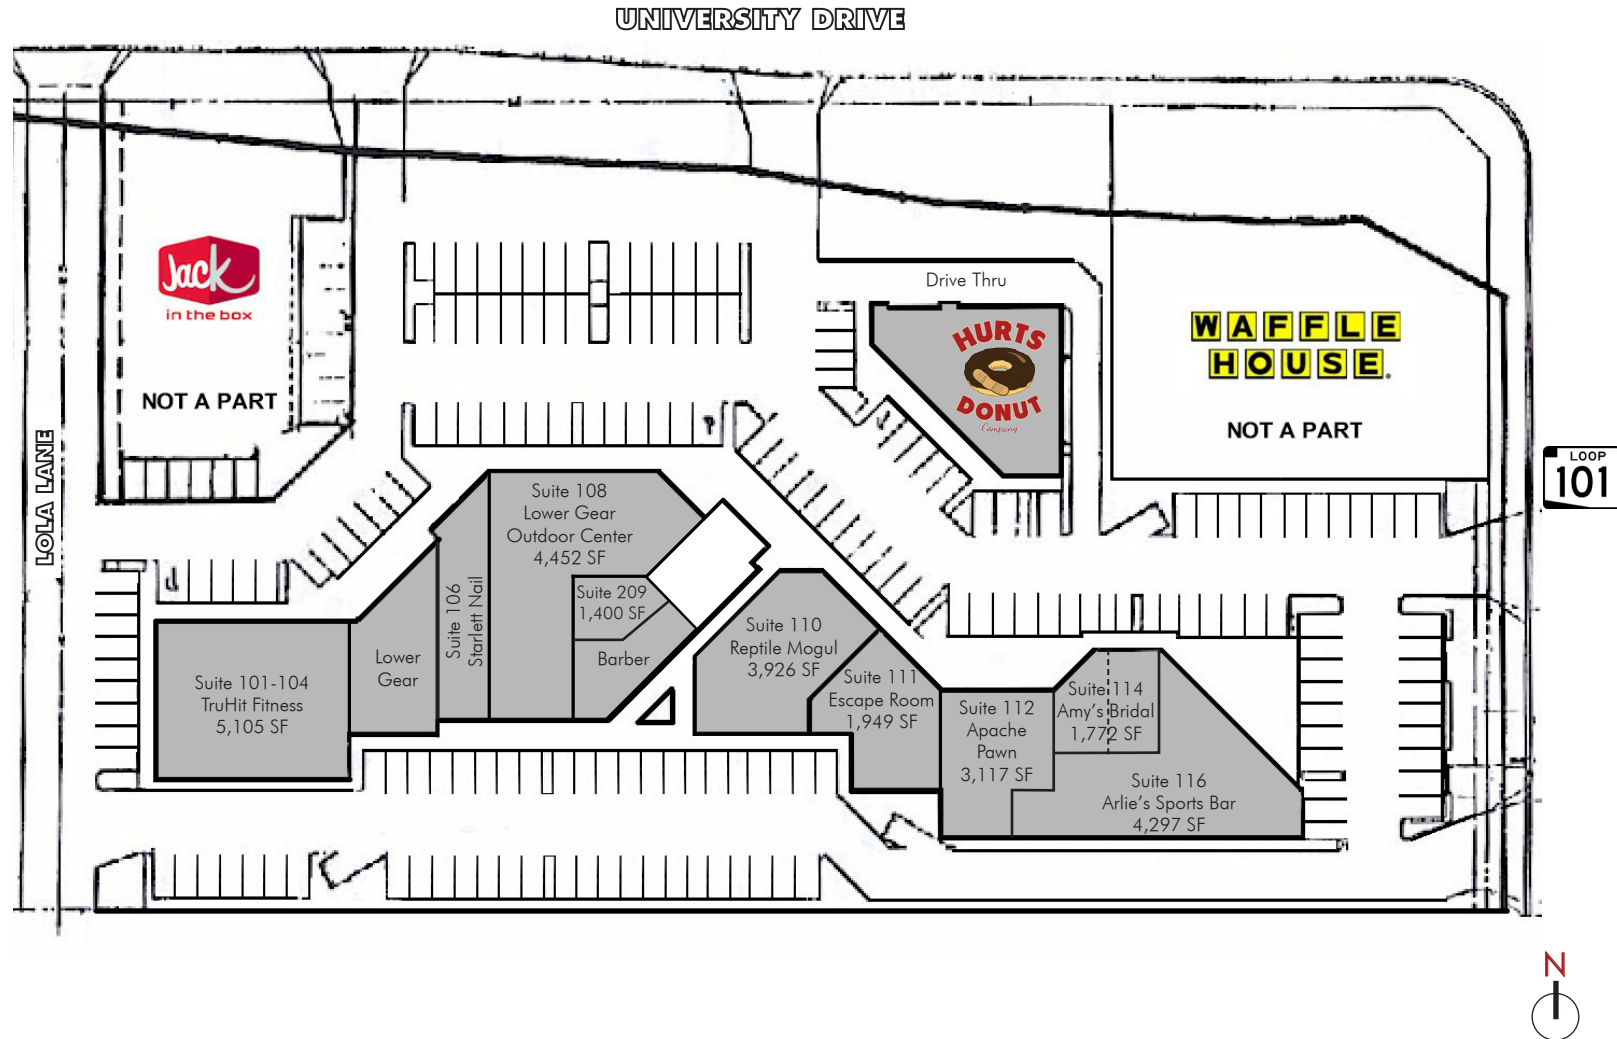 UNIVERSITY DRIVE
LOLA LANE
Jack
in the box
NOT A PART
Drive Thru
HURTS
DONUT
Company
WAFFLE
HOUSE
NOT A PART
LOOP
101
Suite 108
Lower Gear
Outdoor Center
4,452 SF
Suite 209
1,400 SF
Barber
Suite 106
Starlett Nail
Lower
Gear
Suite 101-104
TruHit Fitness
5,105 SF
Suite 110
Reptile Mogul
3,926 SF
Suite 111
Escape Room
1,949 SF
Suite 112
Apache
Pawn
3,117 SF
Suite 114
Amy's Bridal
1,772 SF
Suite 116
Arlie's Sports Bar
4,297 SF
N